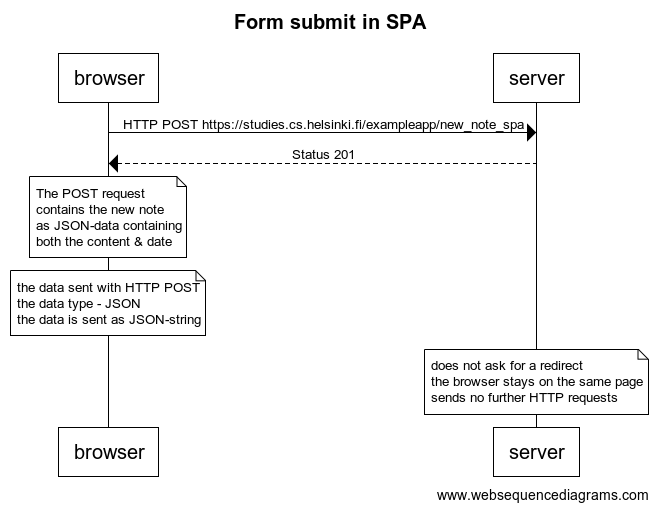 Form submit in SPA
browser
server
HTTP POST https://studies.cs.helsinki.fi/exampleapp/new_note_spa
Status 201
The POST request
contains the new note
as JSON-data containing
both the content & date
the data sent with HTTP POST
the data type - JSON
the data is sent as JSON-string
does not ask for a redirect
the browser stays on the same page
sends no further HTTP requests
browser
server
www.websequencediagrams.com